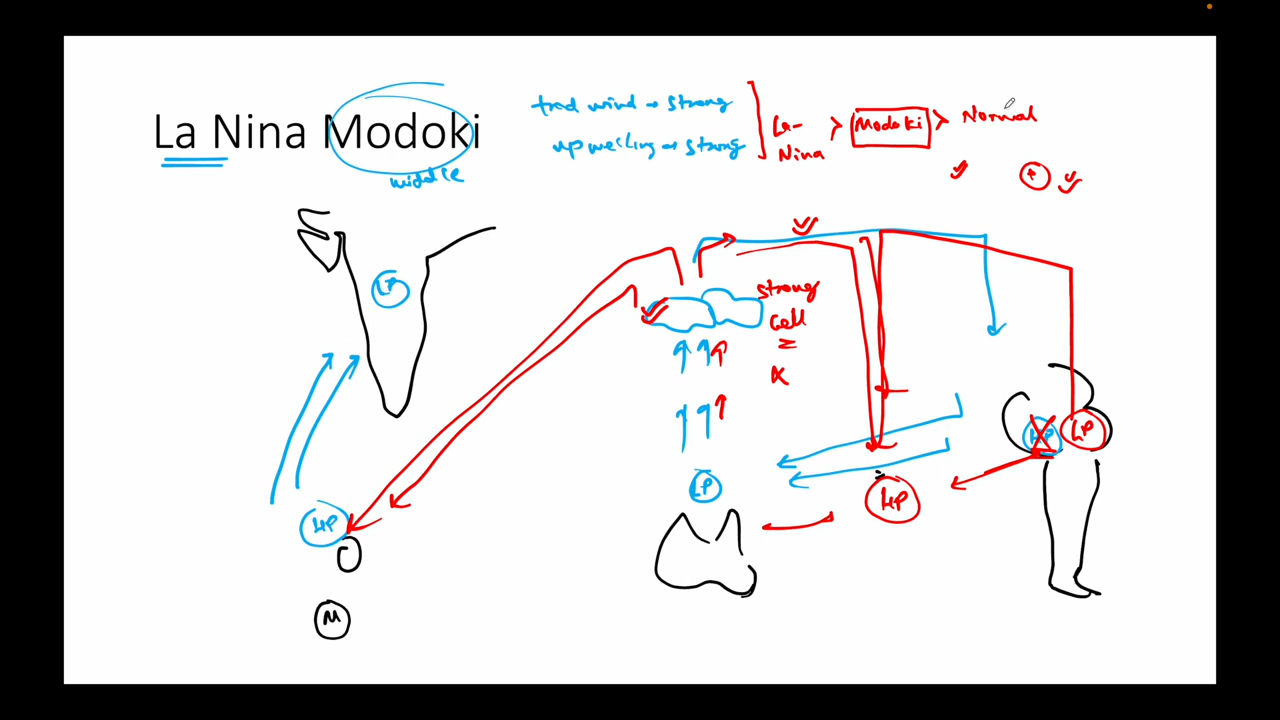 La Nina Modoki
middle
trad wind → strong
upwelling → strong
La-
Nina
> Modoki > Normal
+
LP
strong
cell
=
HP
LP
HP
HP
LP
M